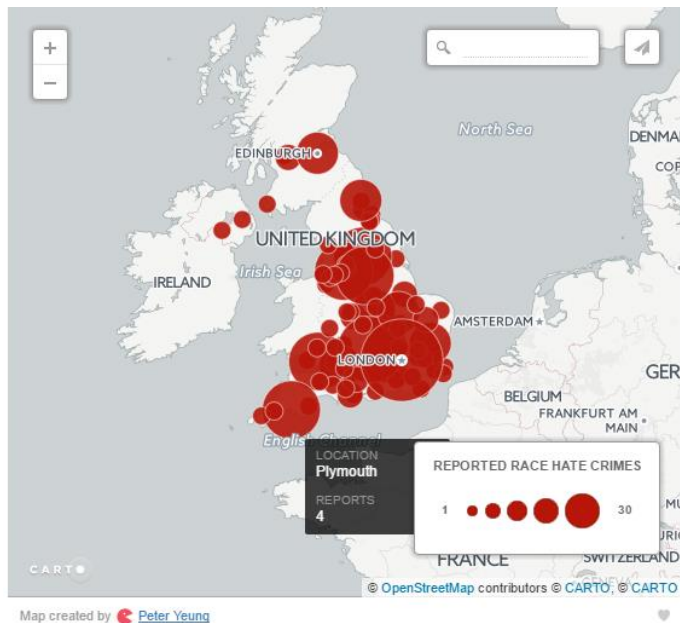 +
−
North Sea
DENMA
COP
EDINBURGH
UNITED KINGDOM
Irish Sea
IRELAND
AMSTERDAM
LONDON
GER
BELGIUM
FRANKFURT AM
MAIN
English Channel
LOCATION
Plymouth
REPORTS
4
REPORTED RACE HATE CRIMES
1
30
FRANCE
SWITZERLAND
CARTO
© OpenStreetMap contributors © CARTO, © CARTO
Map created by Peter Yeung